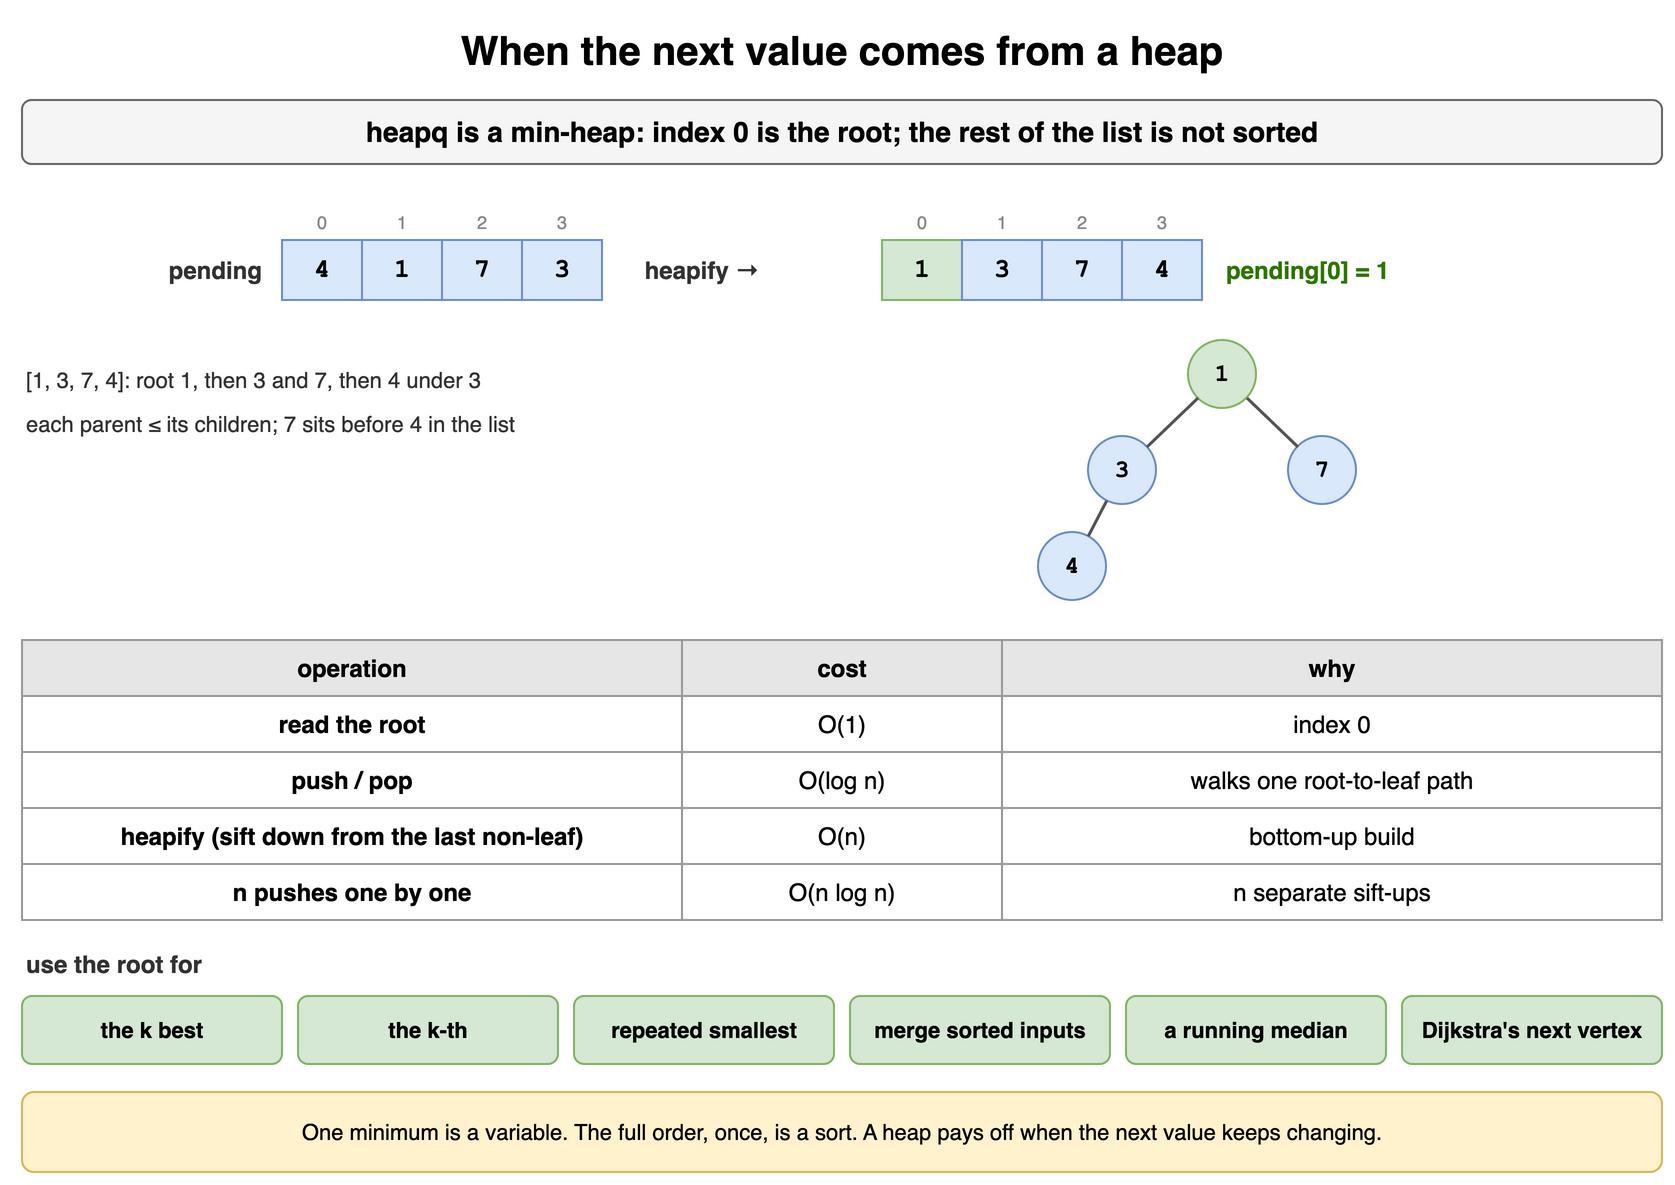 When the next value comes from a heap
heapq is a min-heap: index 0 is the root; the rest of the list is not sorted
0 1 2 3 0 1 2 3
pending 4 1 7 3 heapify → 1 3 7 4 pending[0] = 1
[1, 3, 7, 4]: root 1, then 3 and 7, then 4 under 3
each parent ≤ its children; 7 sits before 4 in the list
1
3 7
4
operation cost why
read the root O(1) index 0
push / pop O(log n) walks one root-to-leaf path
heapify (sift down from the last non-leaf) O(n) bottom-up build
n pushes one by one O(n log n) n separate sift-ups
use the root for
the k best the k-th repeated smallest merge sorted inputs a running median Dijkstra's next vertex
One minimum is a variable. The full order, once, is a sort. A heap pays off when the next value keeps changing.